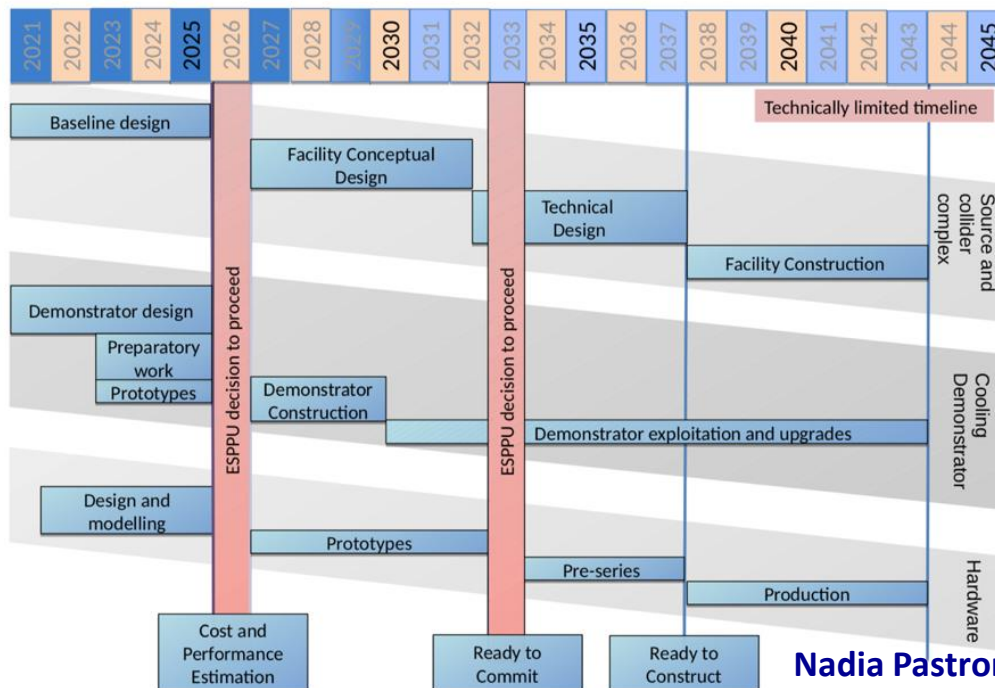 2021 2022 2023 2024 2025 2026 2027 2028 2029 2030 2031 2032 2033 2034 2035 2036 2037 2038 2039 2040 2041 2042 2043 2044 2045
Technically limited timeline
Baseline design
Facility Conceptual
Design
Technical
Design
Facility Construction
Source and
collider
complex
ESPPU decision to proceed
ESPPU decision to proceed
Demonstrator design
Preparatory
work
Prototypes
Demonstrator
Construction
Demonstrator exploitation and upgrades
Cooling
Demonstrator
Design and
modelling
Prototypes
Pre-series
Production
Hardware
Cost and
Performance
Estimation
Ready to
Commit
Ready to
Construct
Nadia Pastron